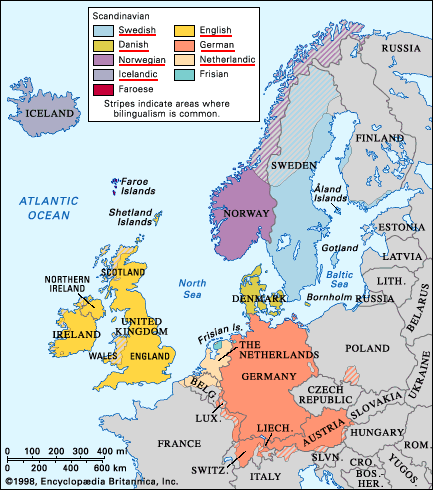 Scandinavian
Swedish
English
Danish
German
Norwegian
Netherlandic
Icelandic
Frisian
Faroese
Stripes indicate areas where
bilingualism is common.
RUSSIA
ICELAND
FINLAND
SWEDEN
Faroe
Islands
Åland
Islands
ATLANTIC
OCEAN
Shetland
Islands
NORWAY
ESTONIA
Gotland
LATVIA
SCOTLAND
Baltic
Sea
NORTHERN
IRELAND
North
Sea
LITH.
DENMARK
Bornholm
RUSSIA
BELARUS
UNITED
KINGDOM
Frisian Is.
IRELAND
THE
NETHERLANDS
POLAND
WALES
ENGLAND
GERMANY
UKRAINE
BELG.
CZECH
REPUBLIC
LUX.
SLOVAKIA
LIECH.
AUSTRIA
HUNGARY
FRANCE
ROM.
SWITZ.
SLVN.
ITALY
CRO.
BOS.
HER.
YUGOS.
0 200 400 mi
0 300 600 km
©1998, Encyclopædia Britannica, Inc.